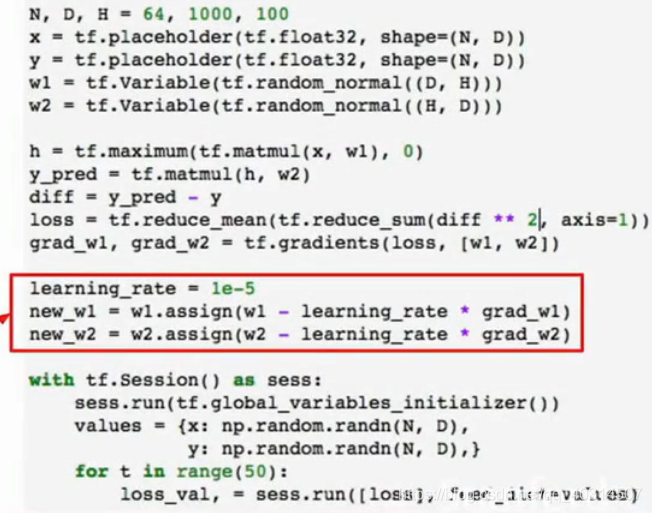 N, D, H = 64, 1000, 100
x = tf.placeholder(tf.float32, shape=(N, D))
y = tf.placeholder(tf.float32, shape=(N, D))
w1 = tf.Variable(tf.random_normal((D, H)))
w2 = tf.Variable(tf.random_normal((H, D)))
h = tf.maximum(tf.matmul(x, w1), 0)
y_pred = tf.matmul(h, w2)
diff = y_pred - y
loss = tf.reduce_mean(tf.reduce_sum(diff ** 2, axis=1))
grad_w1, grad_w2 = tf.gradients(loss, [w1, w2])
learning_rate = 1e-5
new_w1 = w1.assign(w1 - learning_rate * grad_w1)
new_w2 = w2.assign(w2 - learning_rate * grad_w2)
with tf.Session() as sess:
    sess.run(tf.global_variables_initializer())
    values = {x: np.random.randn(N, D),
              y: np.random.randn(N, D),}
    for t in range(50):
        loss_val, = sess.run([loss], feed_dict=values)